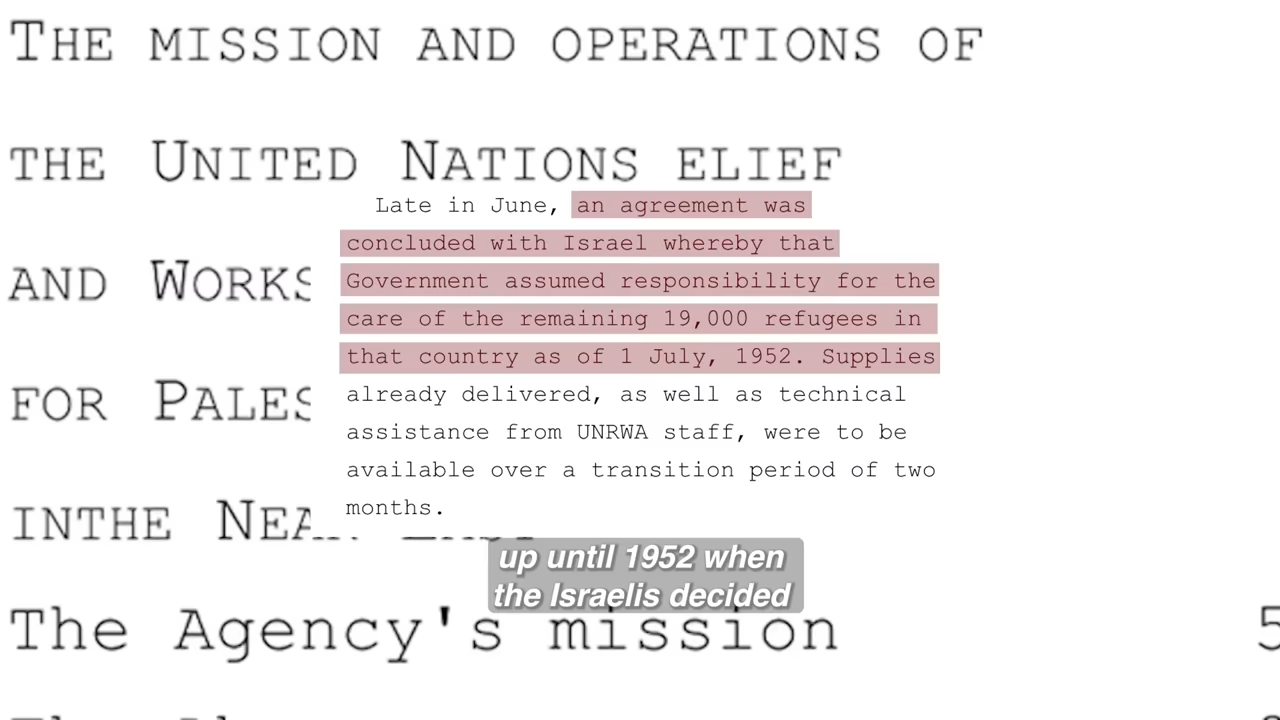 THE MISSION AND OPERATIONS OF
THE UNITED NATIONS ELIEF
AND WORKS
FOR PALES
INTHE NEAR EAST
Late in June, an agreement was
concluded with Israel whereby that
Government assumed responsibility for the
care of the remaining 19,000 refugees in
that country as of 1 July, 1952. Supplies
already delivered, as well as technical
assistance from UNRWA staff, were to be
available over a transition period of two
months.
up until 1952 when
the Israelis decided
The Agency's mission 5